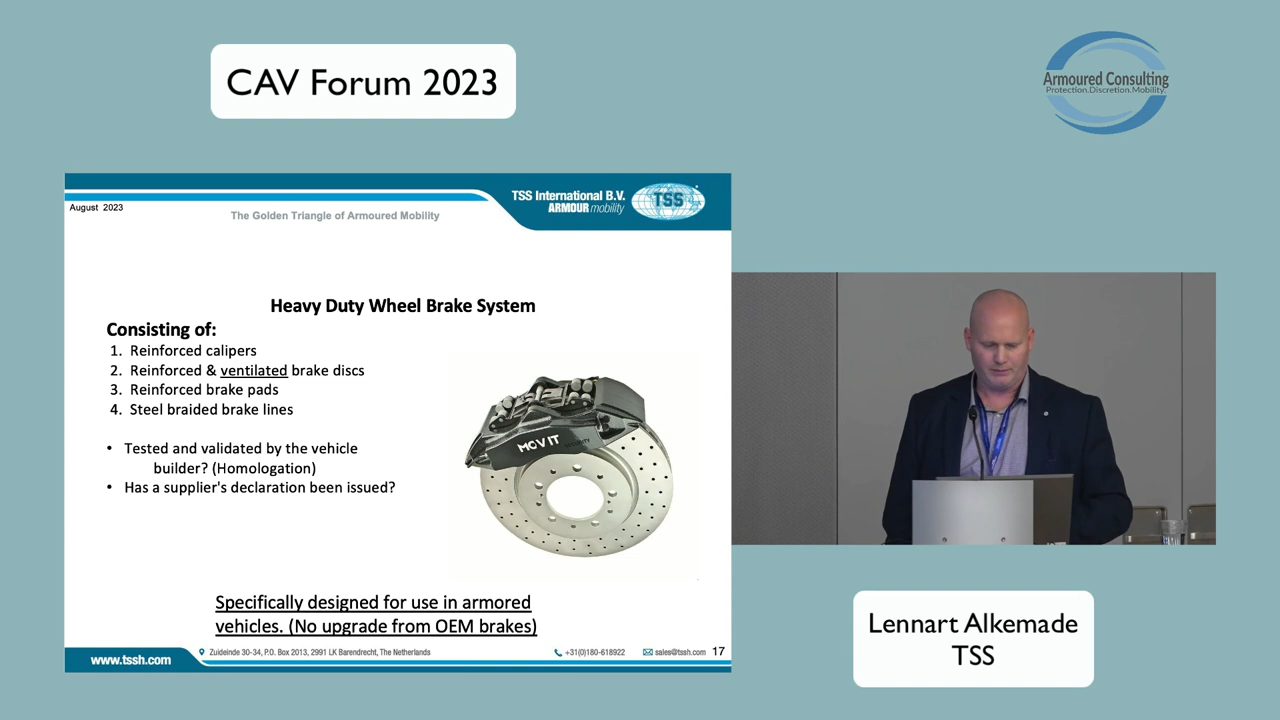 CAV Forum 2023
Armoured Consulting
Protection.Discretion.Mobility.
August 2023
The Golden Triangle of Armoured Mobility
TSS International B.V.
ARMOUR mobility
TSS
Heavy Duty Wheel Brake System
Consisting of:
1. Reinforced calipers
2. Reinforced & ventilated brake discs
3. Reinforced brake pads
4. Steel braided brake lines
• Tested and validated by the vehicle
builder? (Homologation)
• Has a supplier's declaration been issued?
MOVIT
SECURITY
Specifically designed for use in armored
vehicles. (No upgrade from OEM brakes)
www.tssh.com
Zuideinde 30-34, P.O. Box 2013, 2991 LK Barendrecht, The Netherlands
+31(0)180-618922
sales@tssh.com
17
Lennart Alkemade
TSS